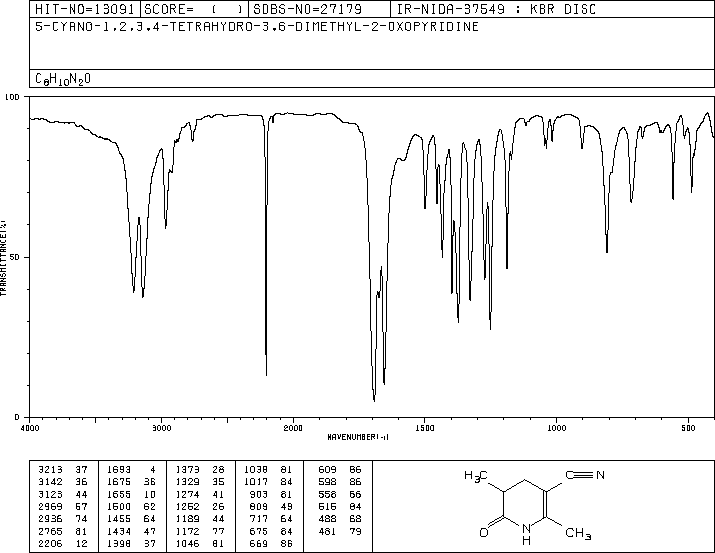 HIT-NO=13091 SCORE= ( ) SDBS-NO=27179 IR-NIDA-37549 : KBR DISC
5-CYANO-1,2,3,4-TETRAHYDRO-3,6-DIMETHYL-2-OXOPYRIDINE
C8H10N2O
100
50
0
TRANSMITTANCE(%)
4000 3000 2000 1500 1000 500
WAVENUMBER(-1)
3213 37 1693 4 1373 28 1038 81 609 86
3142 36 1675 36 1329 35 1017 84 598 86
3123 44 1655 10 1274 41 903 81 558 66
2969 57 1500 62 1252 26 809 49 515 84
2936 74 1455 64 1189 44 717 64 488 68
2765 81 1434 47 1172 77 675 84 481 79
2206 12 1398 37 1046 81 669 86
H3C
C
N
O
N
H
CH3